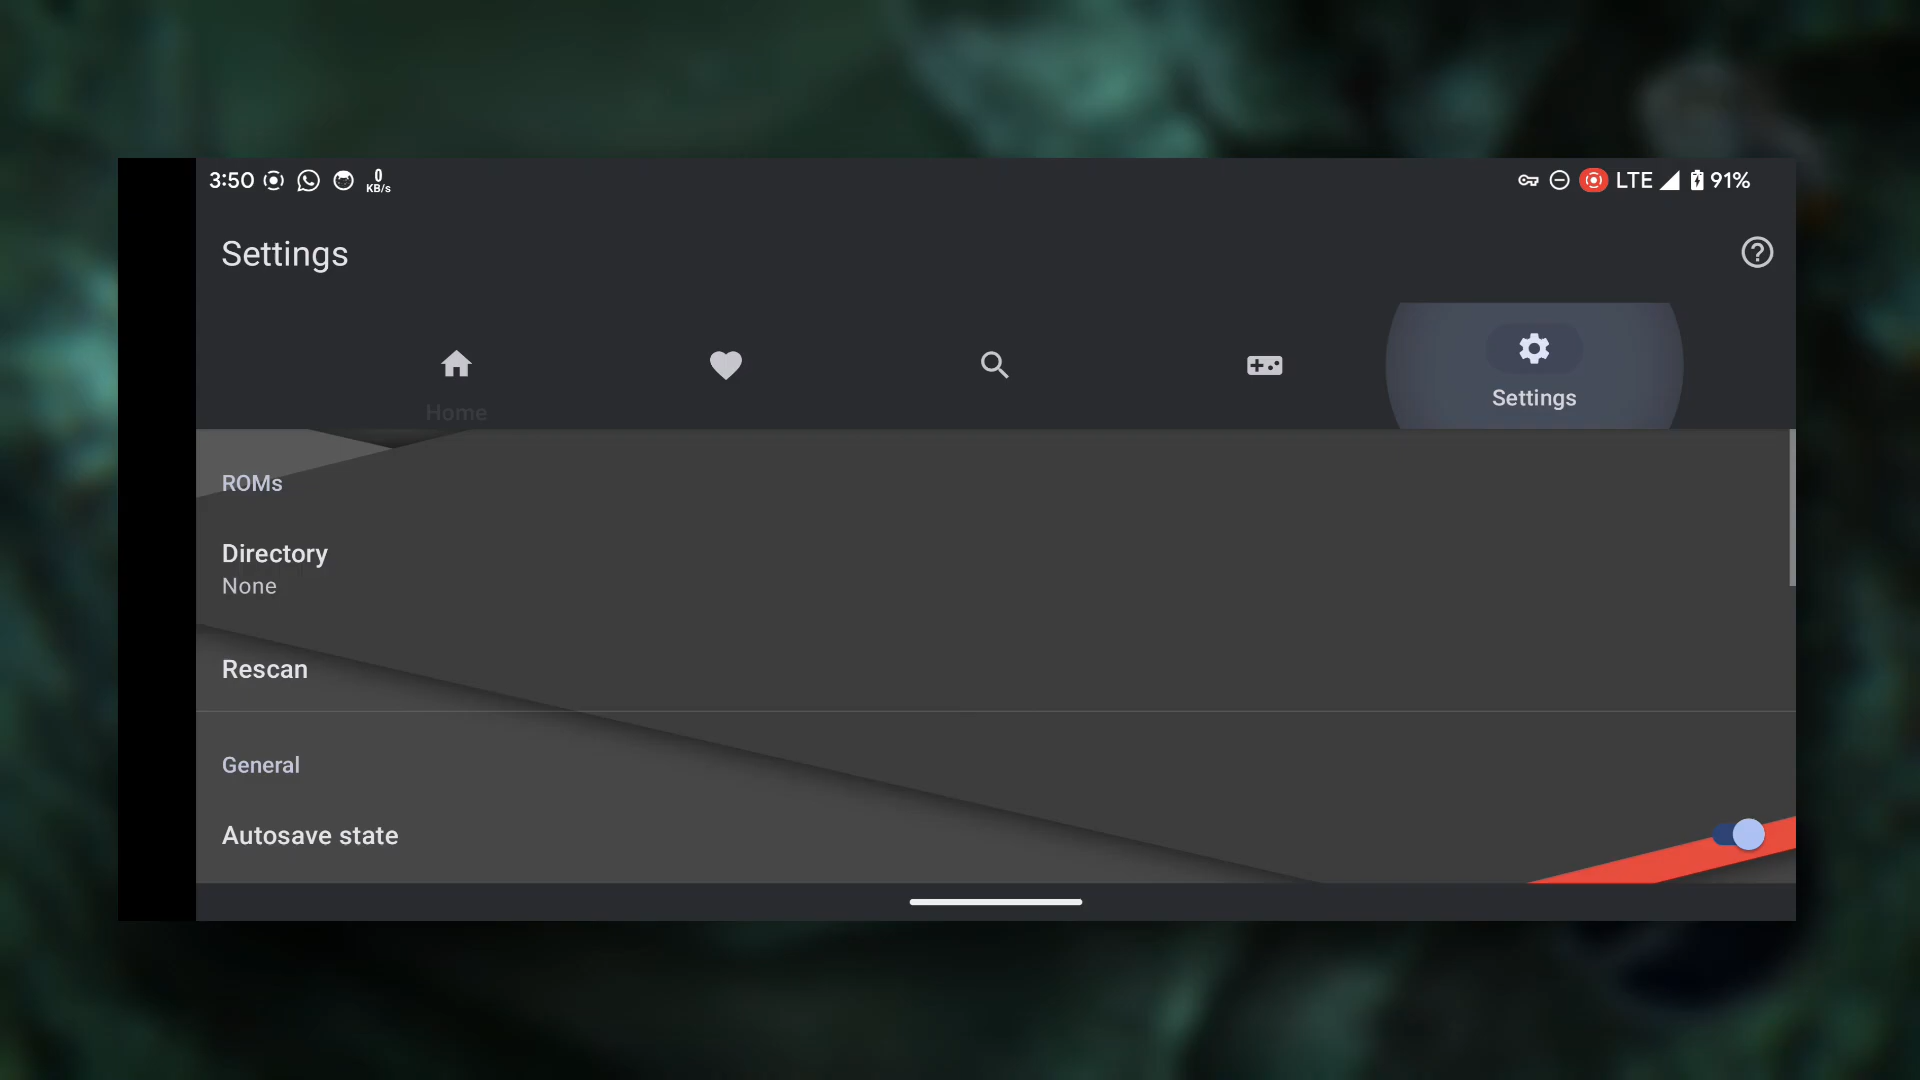 3:50 0 KB/s LTE 91%
Settings
Home
Settings
ROMs
Directory
None
Rescan
General
Autosave state